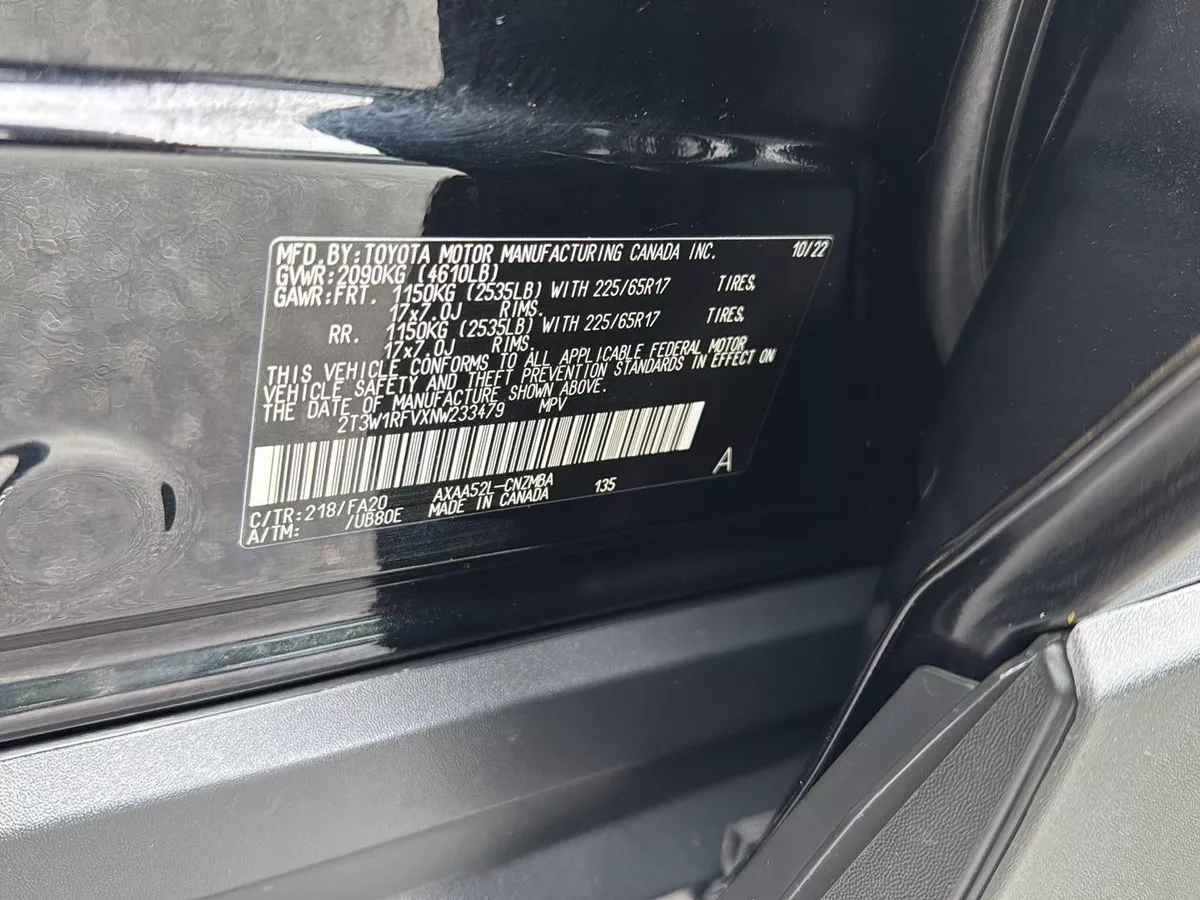 MFD. BY: TOYOTA MOTOR MANUFACTURING CANADA INC. 10/22
GVWR: 2090KG (4610LB)
GAWR: FRT. 1150KG (2535LB) WITH 225/65R17 TIRES,
17x7.0J RIMS.
RR. 1150KG (2535LB) WITH 225/65R17 TIRES,
17x7.0J RIMS.
THIS VEHICLE CONFORMS TO ALL APPLICABLE FEDERAL MOTOR
VEHICLE SAFETY AND THEFT PREVENTION STANDARDS IN EFFECT ON
THE DATE OF MANUFACTURE SHOWN ABOVE.
2T3W1RFVXNW233479 MPV
A
C/TR: 218/FA20 AXAA52L-CNZMBA 135
A/TM: /UB80E MADE IN CANADA